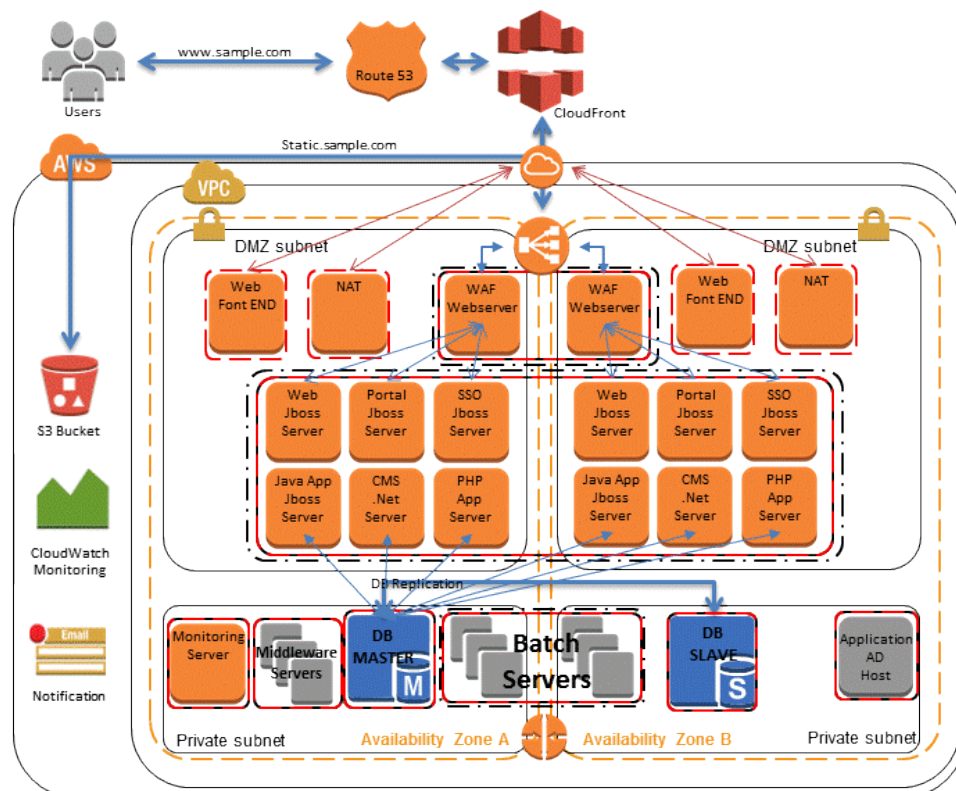 www.sample.com
Route 53
Users
CloudFront
Static.sample.com
AWS
VPC
DMZ subnet
DMZ subnet
Web
Font END
NAT
WAF
Webserver
WAF
Webserver
Web
Font END
NAT
Web
Jboss
Server
Portal
Jboss
Server
SSO
Jboss
Server
Web
Jboss
Server
Portal
Jboss
Server
SSO
Jboss
Server
S3 Bucket
Java App
Jboss
Server
CMS
.Net
Server
PHP
App
Server
Java App
Jboss
Server
CMS
.Net
Server
PHP
App
Server
CloudWatch
Monitoring
DB Replication
Email
Notification
Monitoring
Server
Middleware
Servers
DB
MASTER
M
Batch
Servers
DB
SLAVE
S
Application
AD
Host
Private subnet
Availability Zone A
Availability Zone B
Private subnet